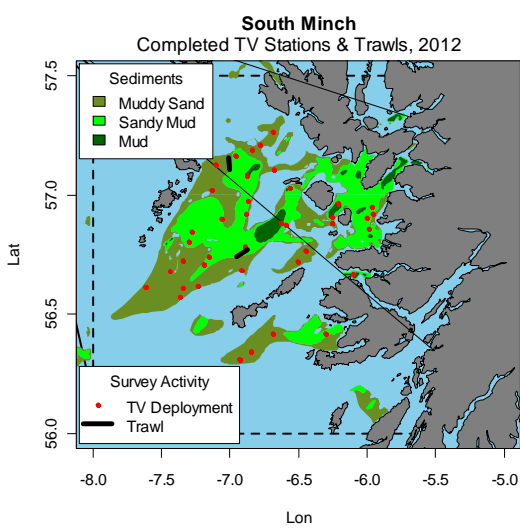 South Minch
Completed TV Stations & Trawls, 2012
Sediments
Muddy Sand
Sandy Mud
Mud
Survey Activity
TV Deployment
Trawl
Lat
57.5
57.0
56.5
56.0
-8.0 -7.5 -7.0 -6.5 -6.0 -5.5 -5.0
Lon